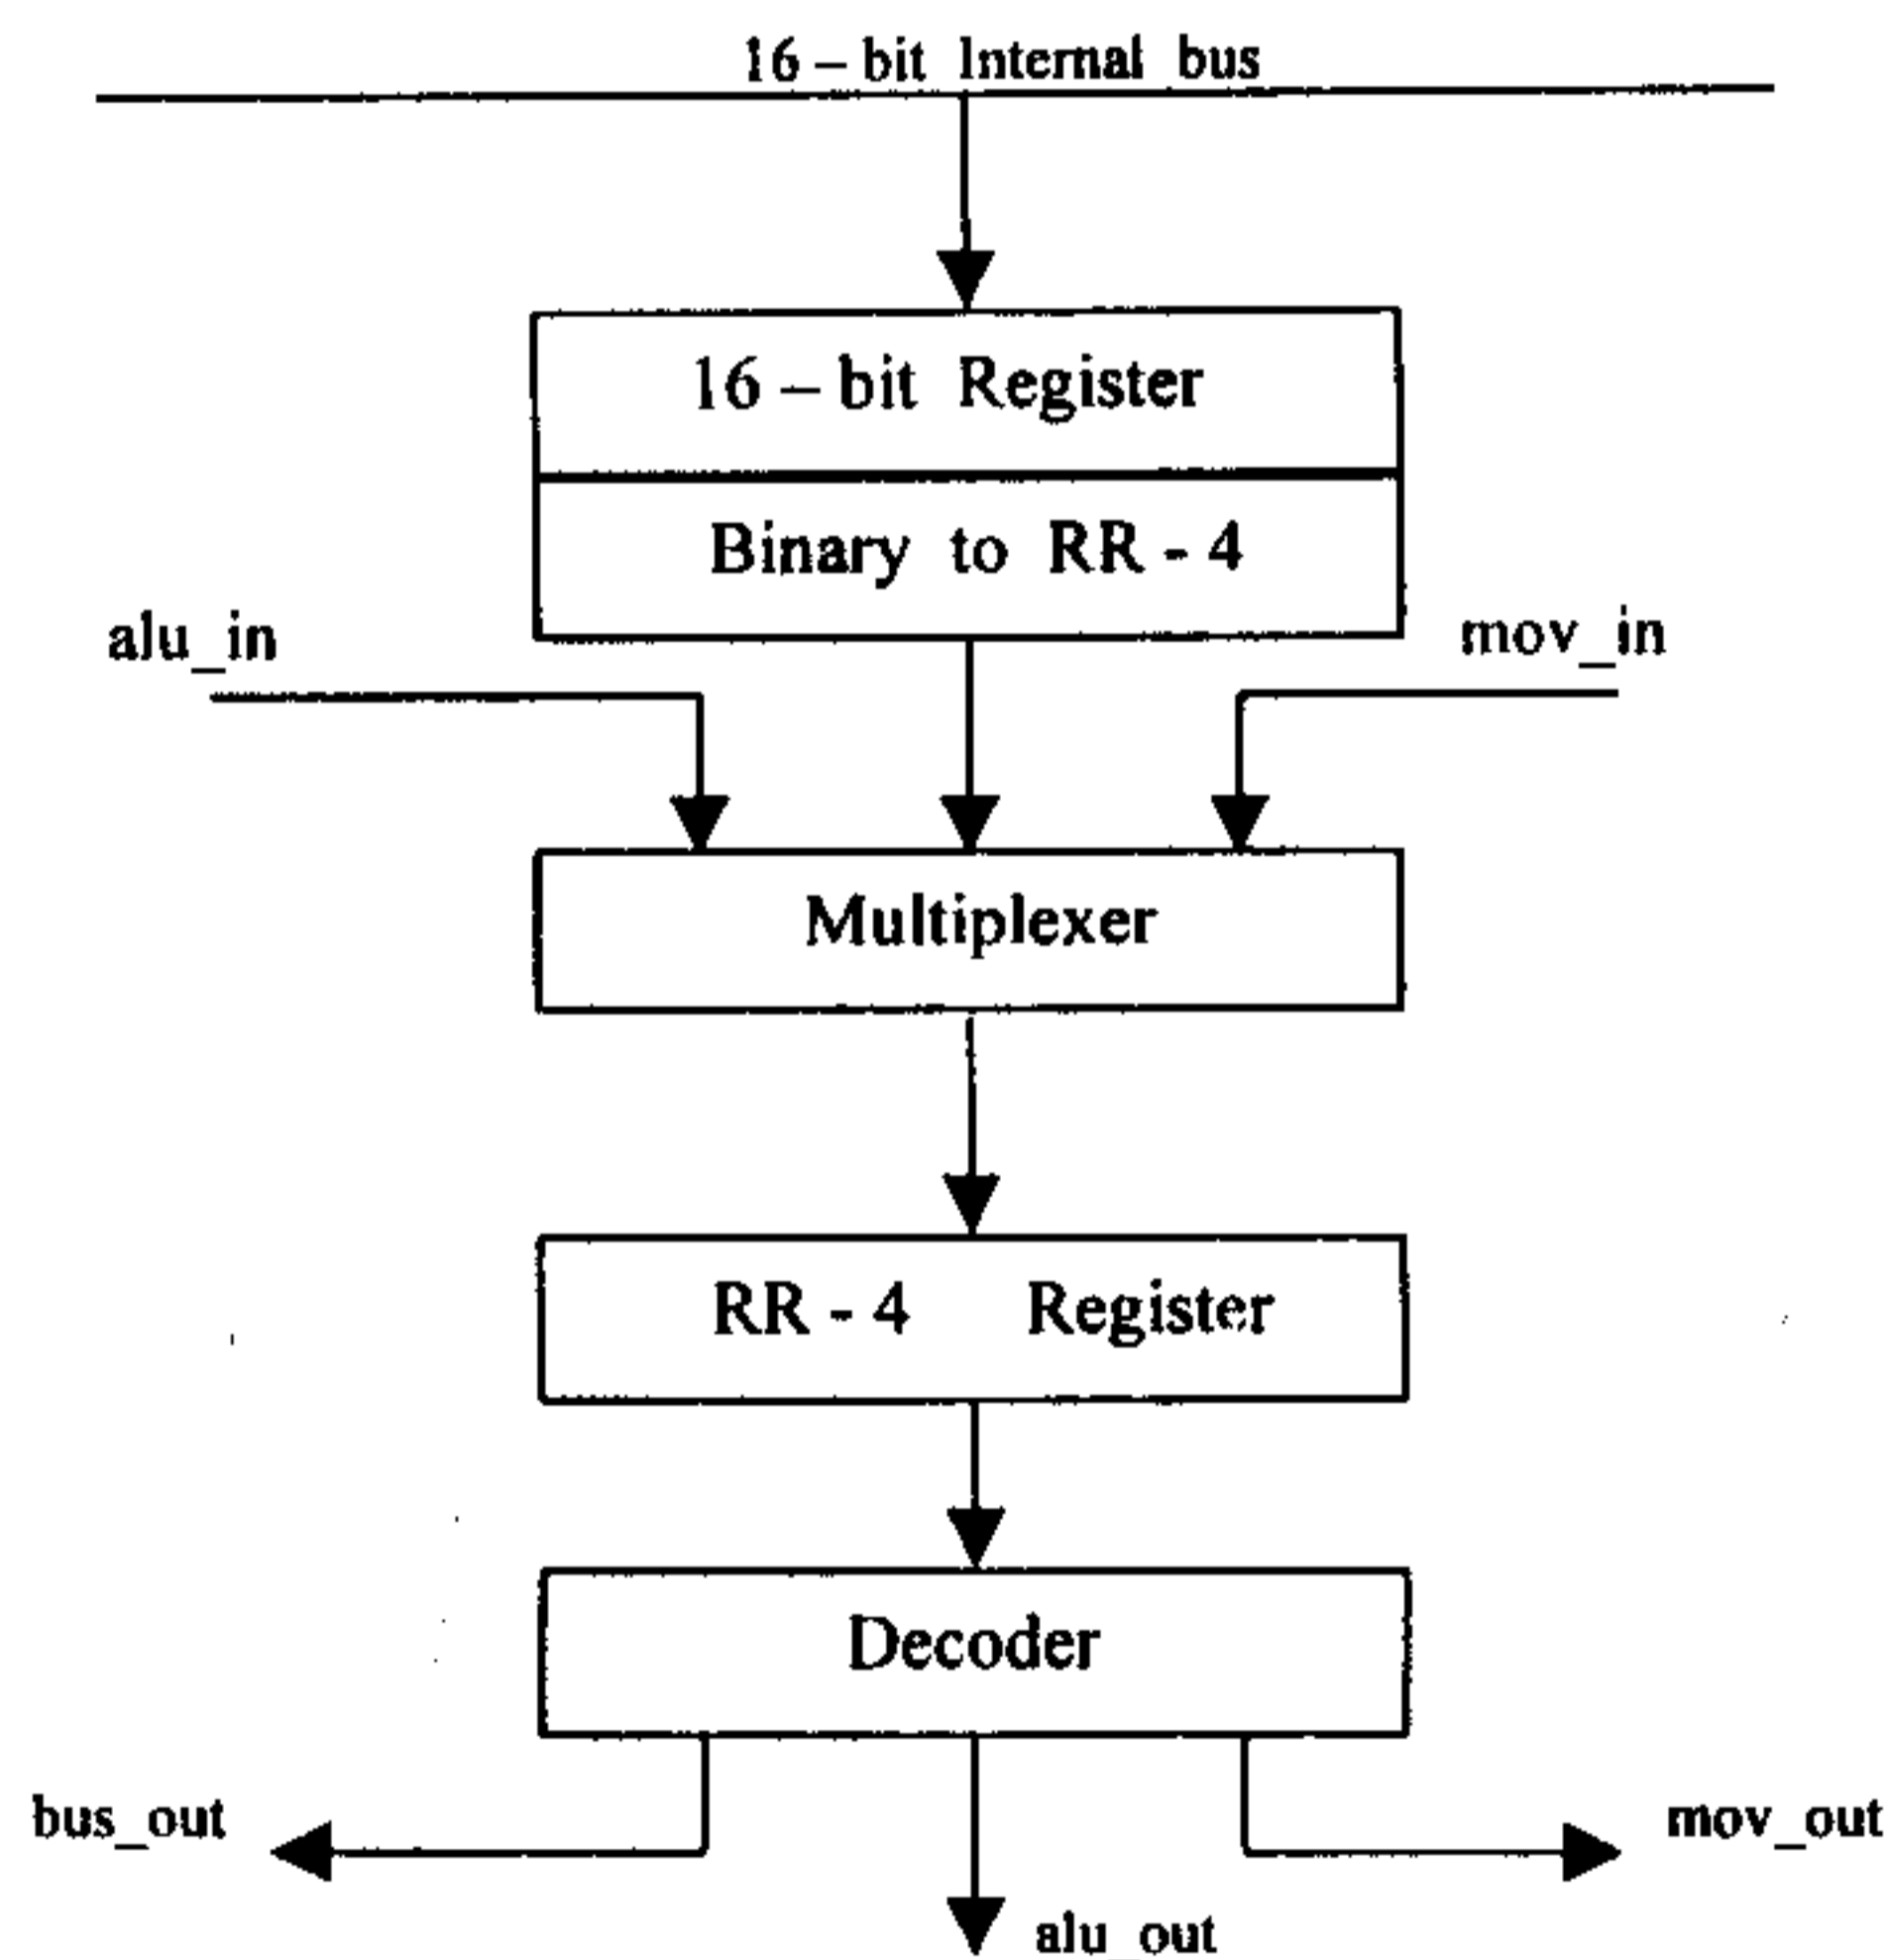 16 – bit Internal bus
16 – bit Register
Binary to RR - 4
alu_in
mov_in
Multiplexer
RR - 4 Register
Decoder
bus_out
mov_out
alu_out